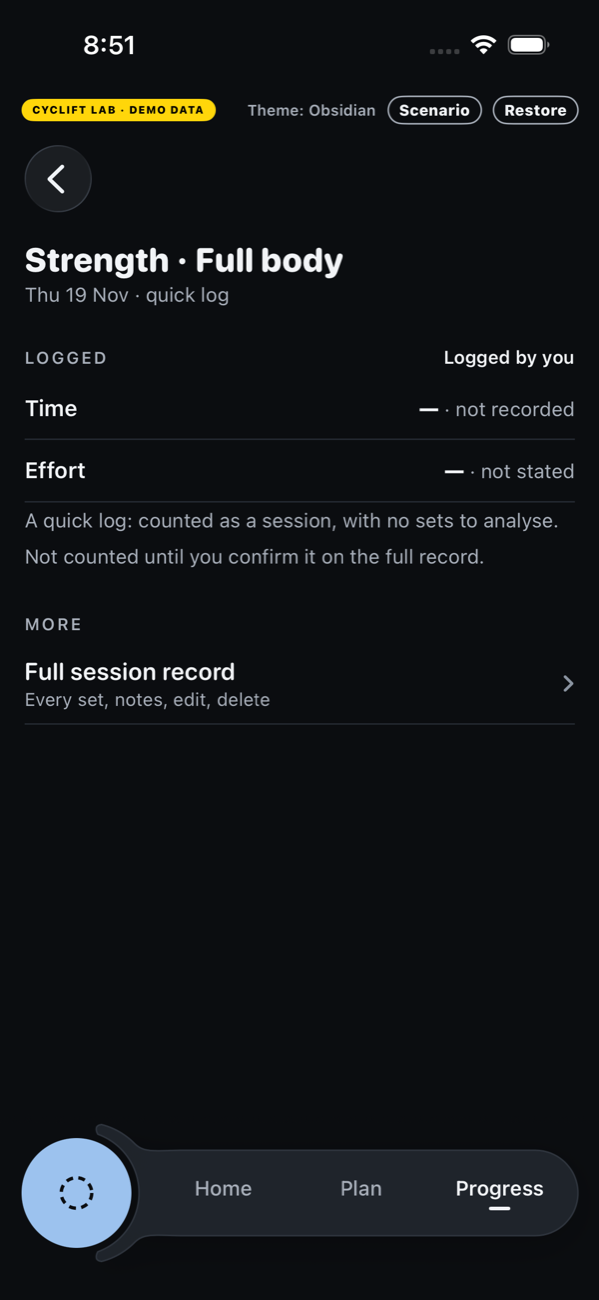 8:51
CYCLIFT LAB · DEMO DATA
Theme: Obsidian
Scenario
Restore
Strength · Full body
Thu 19 Nov · quick log
LOGGED
Logged by you
Time
— · not recorded
Effort
— · not stated
A quick log: counted as a session, with no sets to analyse.
Not counted until you confirm it on the full record.
MORE
Full session record
Every set, notes, edit, delete
Home
Plan
Progress